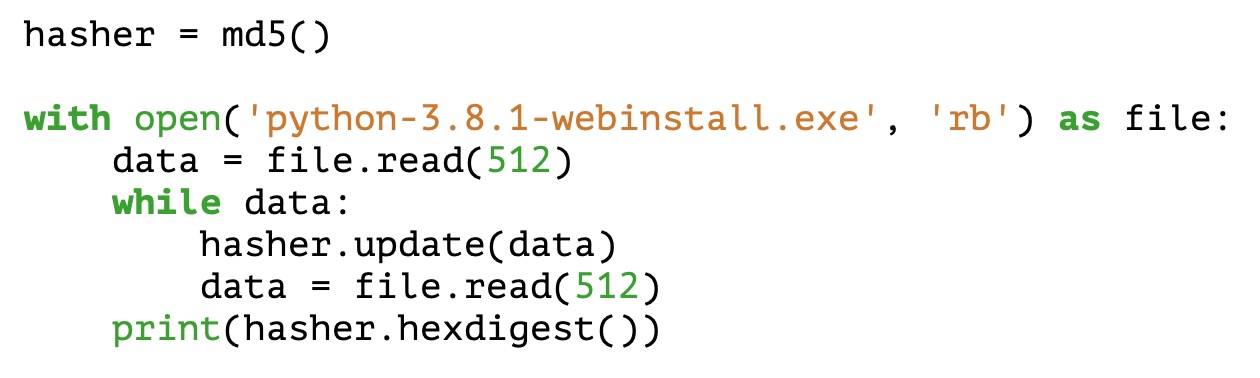 hasher = md5()

with open('python-3.8.1-webinstall.exe', 'rb') as file:
    data = file.read(512)
    while data:
        hasher.update(data)
        data = file.read(512)
    print(hasher.hexdigest())